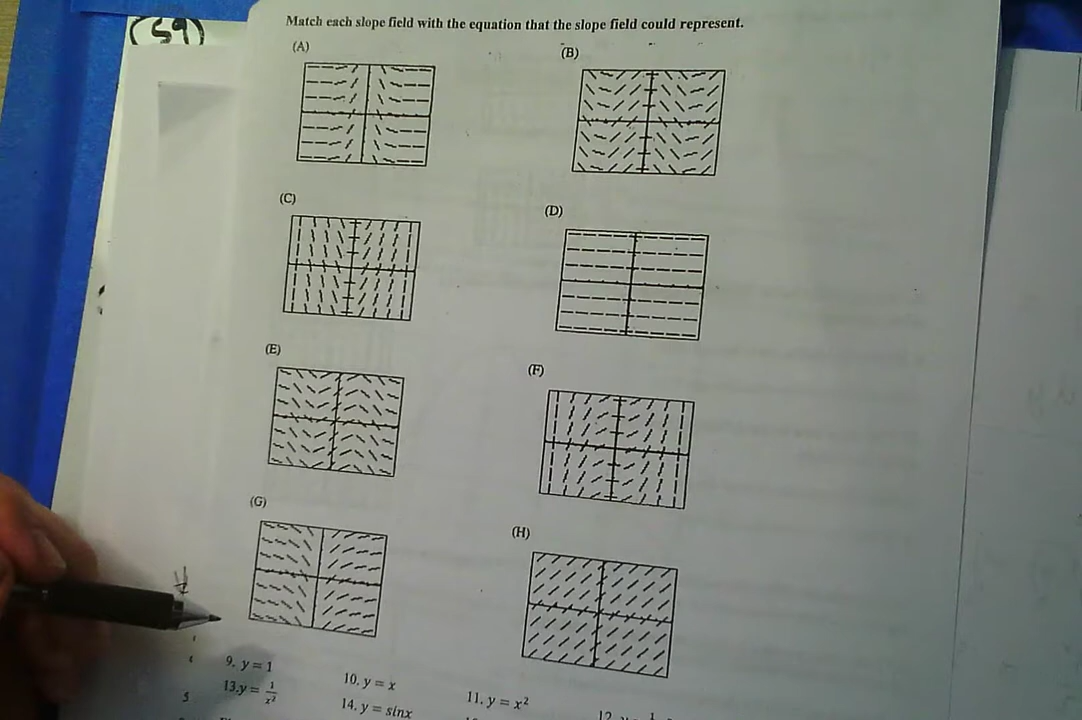 (59)
Match each slope field with the equation that the slope field could represent.
(A)
(B)
(C)
(D)
(E)
(F)
(G)
(H)
9. y = 1
10. y = x
11. y = x²
13.y = 1/x²
14. y = sinx